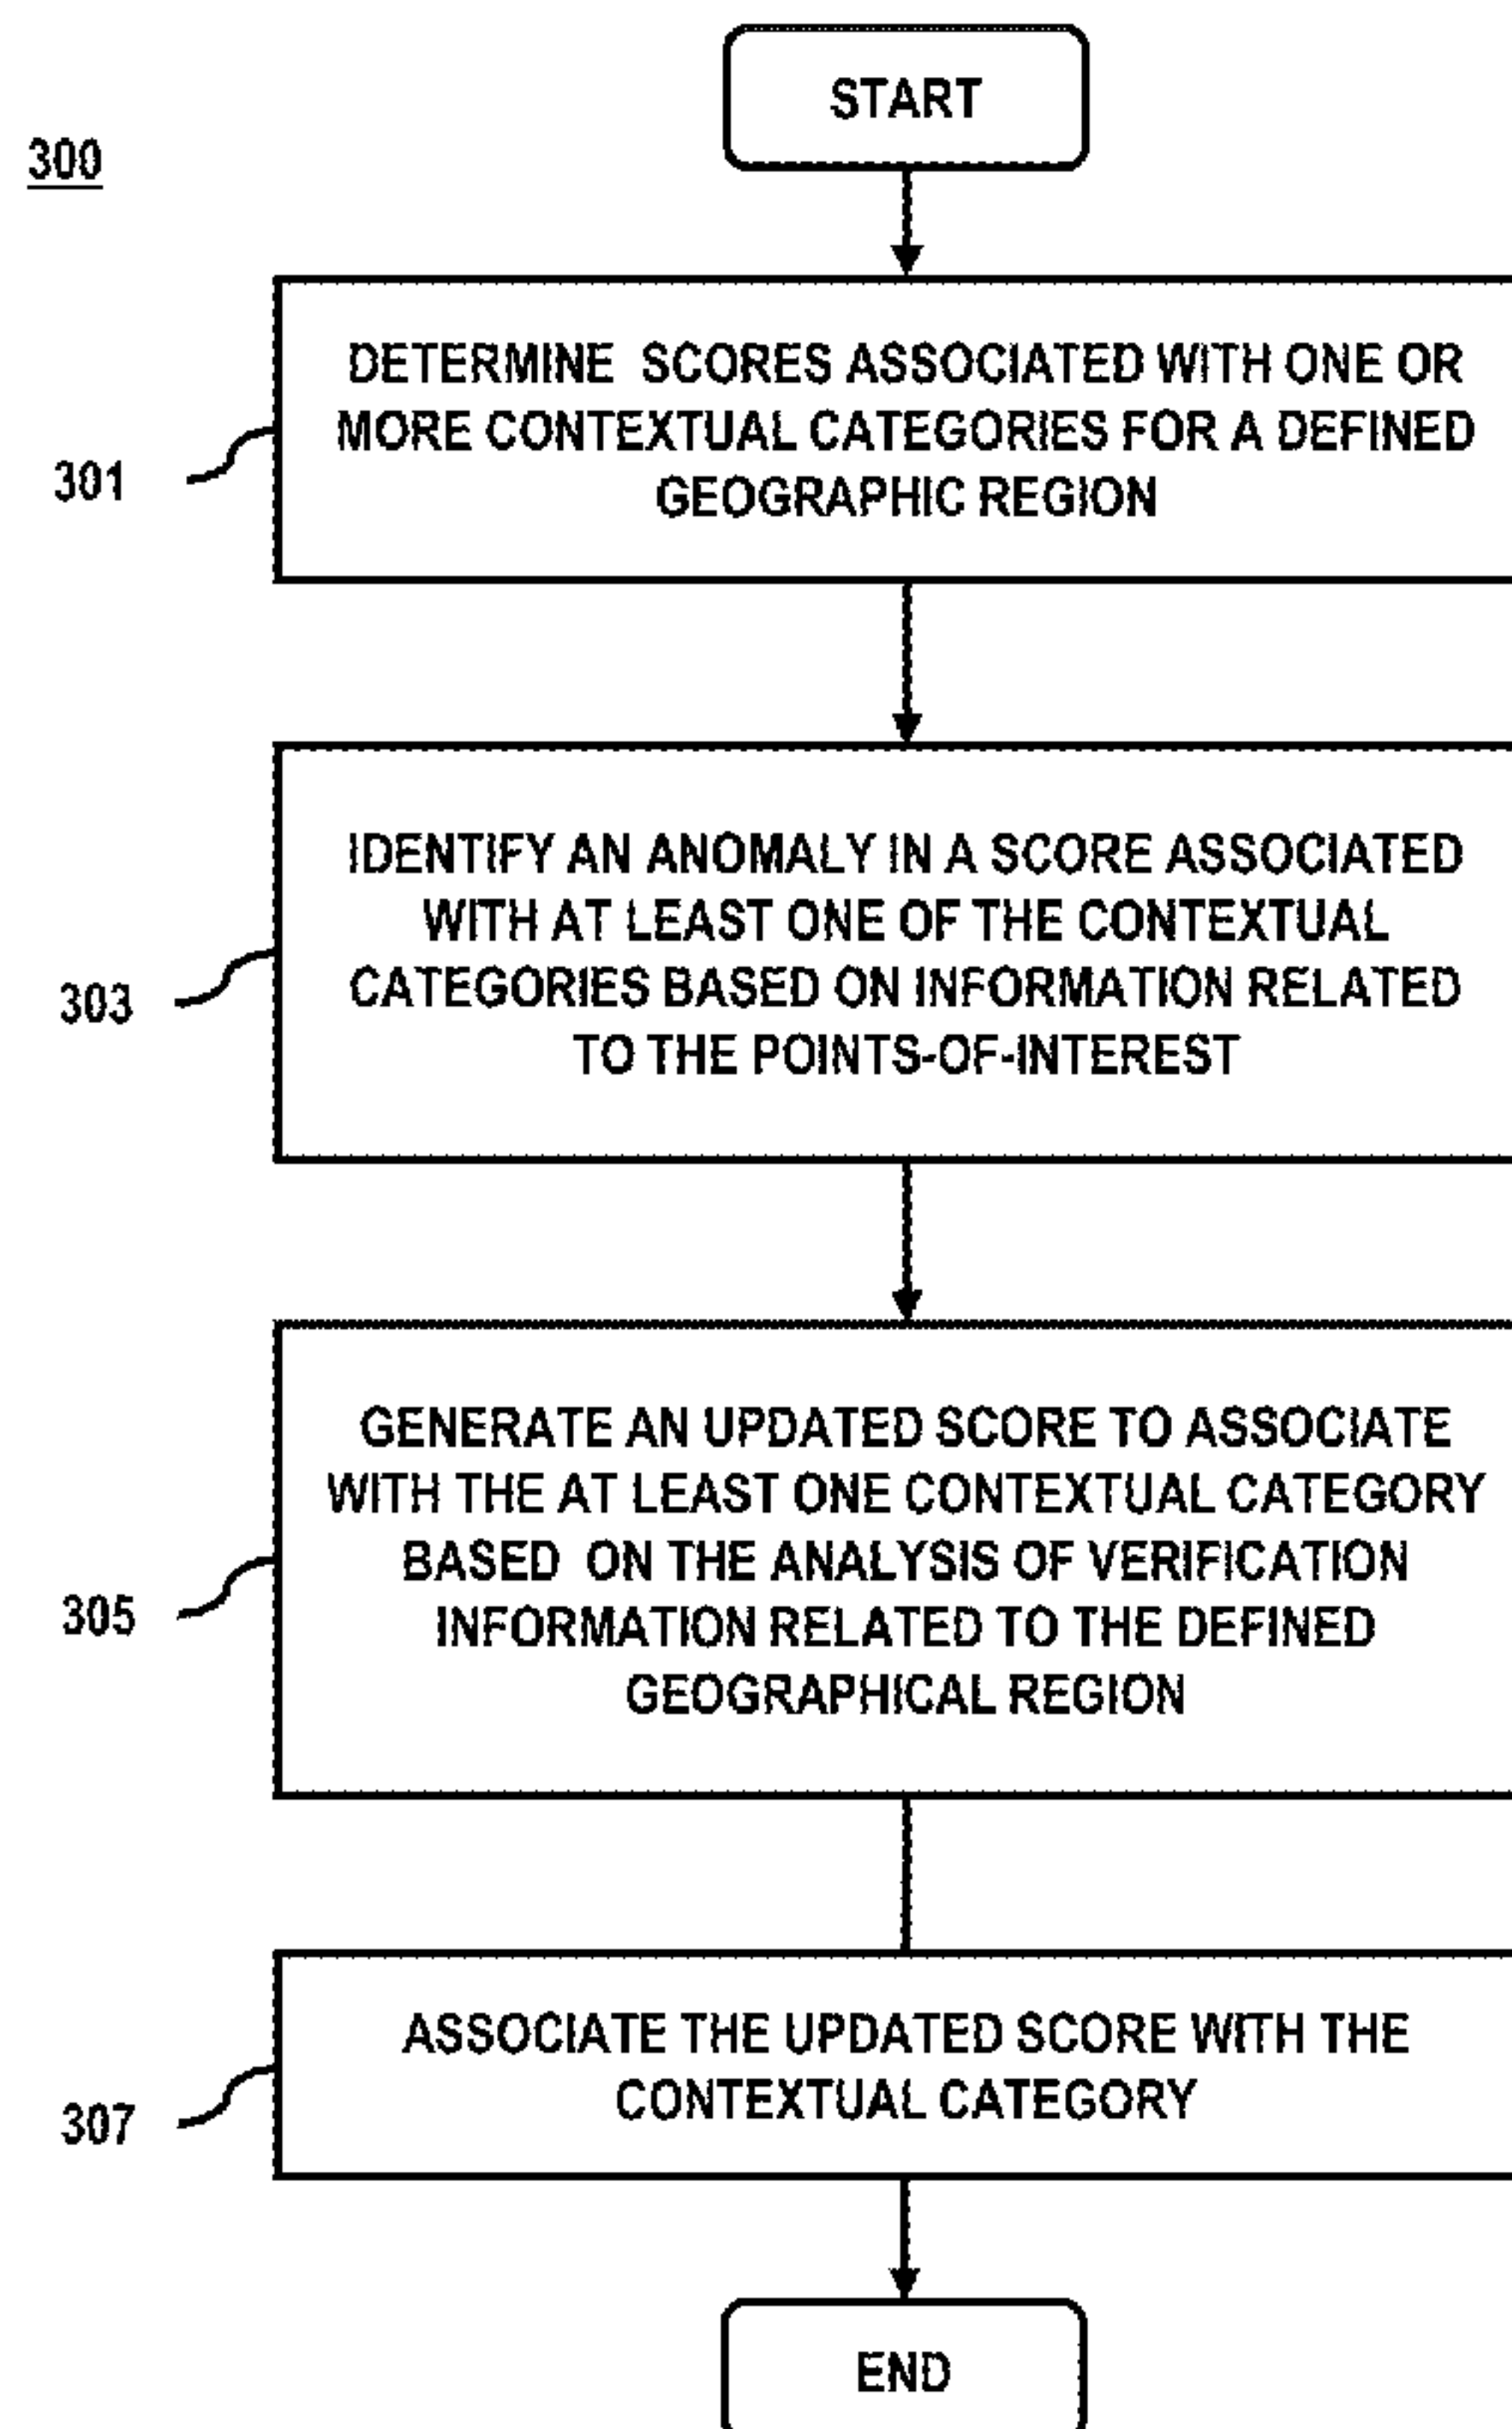 START
300
DETERMINE SCORES ASSOCIATED WITH ONE OR
MORE CONTEXTUAL CATEGORIES FOR A DEFINED
GEOGRAPHIC REGION
301
IDENTIFY AN ANOMALY IN A SCORE ASSOCIATED
WITH AT LEAST ONE OF THE CONTEXTUAL
CATEGORIES BASED ON INFORMATION RELATED
TO THE POINTS-OF-INTEREST
303
GENERATE AN UPDATED SCORE TO ASSOCIATE
WITH THE AT LEAST ONE CONTEXTUAL CATEGORY
BASED ON THE ANALYSIS OF VERIFICATION
INFORMATION RELATED TO THE DEFINED
GEOGRAPHICAL REGION
305
ASSOCIATE THE UPDATED SCORE WITH THE
CONTEXTUAL CATEGORY
307
END